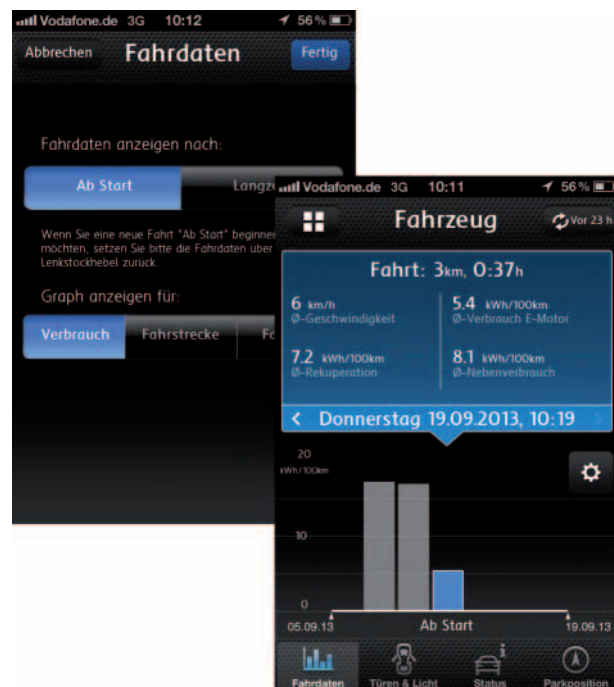 Vodafone.de 3G 10:12 56 %
Abbrechen Fahrdaten Fertig
Fahrdaten anzeigen nach:
Ab Start
Wenn Sie eine neue Fahrt "Ab Start"
möchten, setzen Sie bitte die Fahrdaten über
Lenkstockhebel zurück.
Graph anzeigen für:
Verbrauch Fahrstrecke
Vodafone.de 3G 10:11 56 %
Fahrzeug Vor 23 h
Fahrt: 3km, 0:37h
6 km/h 5.4 kWh/100km
Ø-Geschwindigkeit Ø-Verbrauch E-Motor
7.2 kWh/100km 8.1 kWh/100km
Ø-Rekuperation Ø-Nebenverbrauch
< Donnerstag 19.09.2013, 10:19 >
20
kWh/100km
10
0
05.09.13 Ab Start 19.09.13
Fahrdaten Türen & Licht Status Parkposition